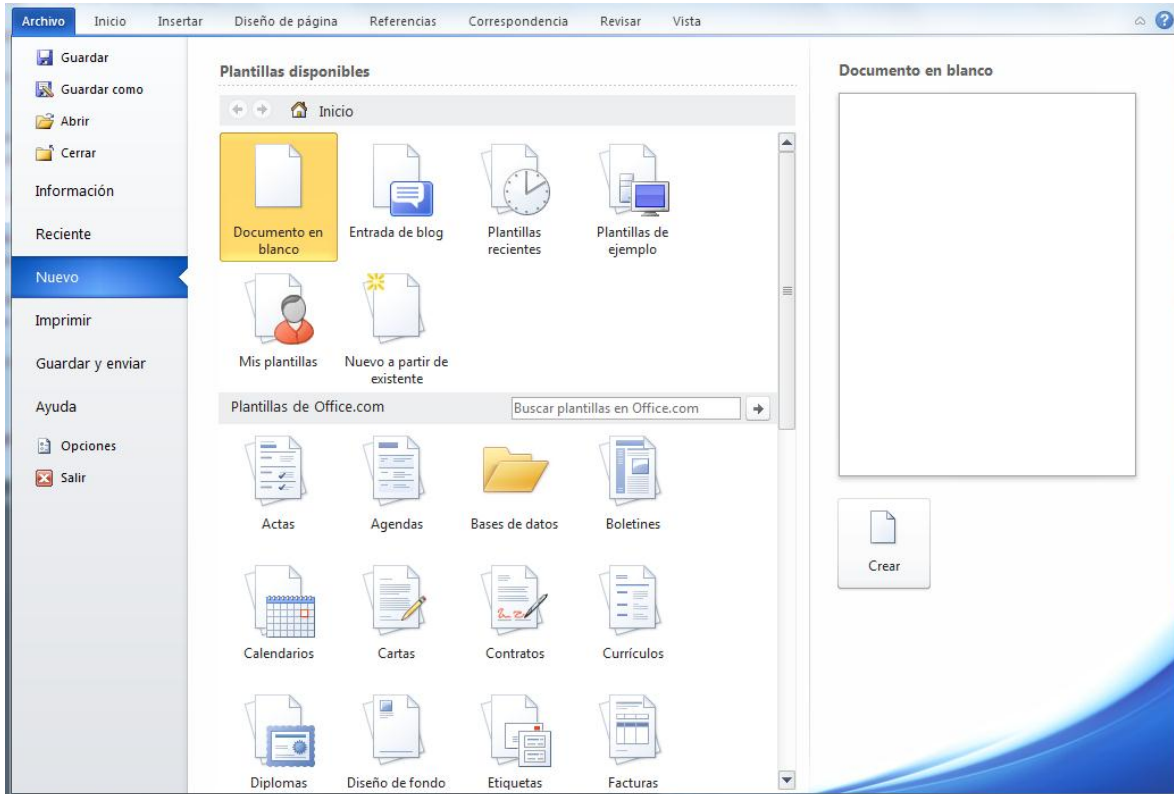 Archivo Inicio Insertar Diseño de página Referencias Correspondencia Revisar Vista
Guardar
Guardar como
Abrir
Cerrar
Información
Reciente
Nuevo
Imprimir
Guardar y enviar
Ayuda
Opciones
Salir
Plantillas disponibles
Inicio
Documento en
blanco
Entrada de blog
Plantillas
recientes
Plantillas de
ejemplo
Mis plantillas
Nuevo a partir de
existente
Plantillas de Office.com
Buscar plantillas en Office.com
Actas
Agendas
Bases de datos
Boletines
Calendarios
Cartas
Contratos
Currículos
Diplomas
Diseño de fondo
Etiquetas
Facturas
Documento en blanco
Crear